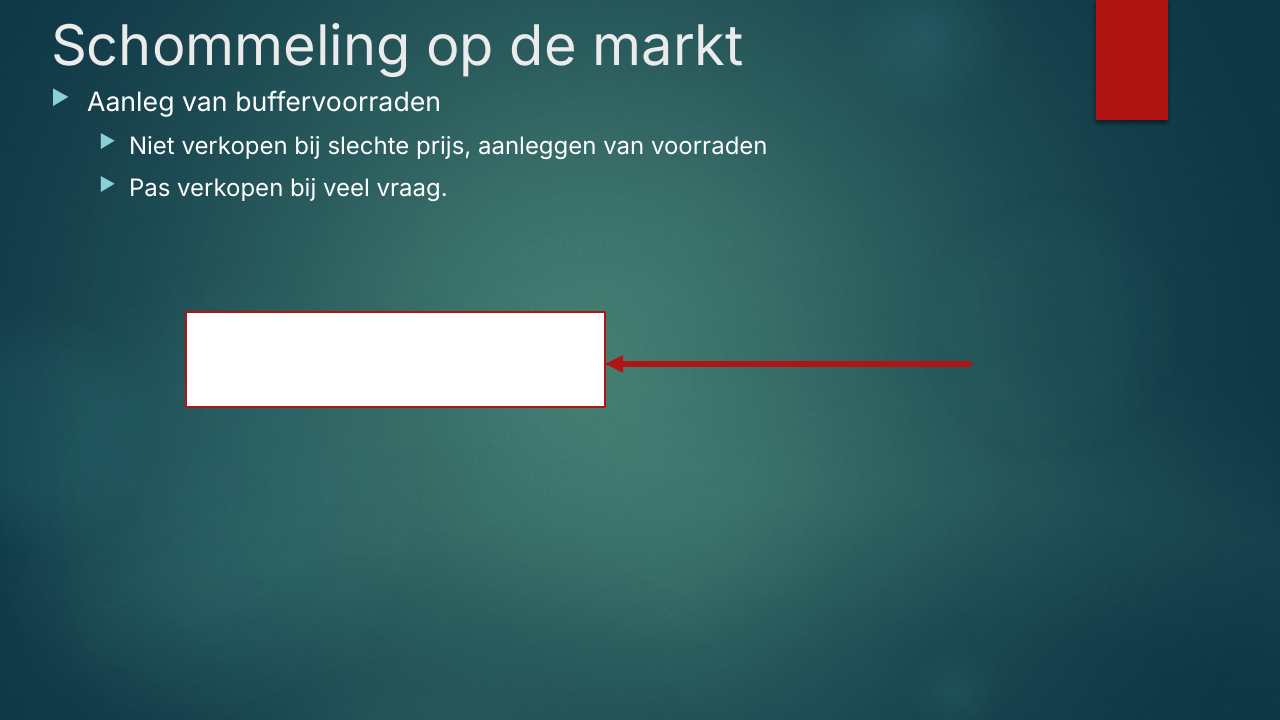 Schommeling op de markt
Aanleg van buffervoorraden
Niet verkopen bij slechte prijs, aanleggen van voorraden
Pas verkopen bij veel vraag.